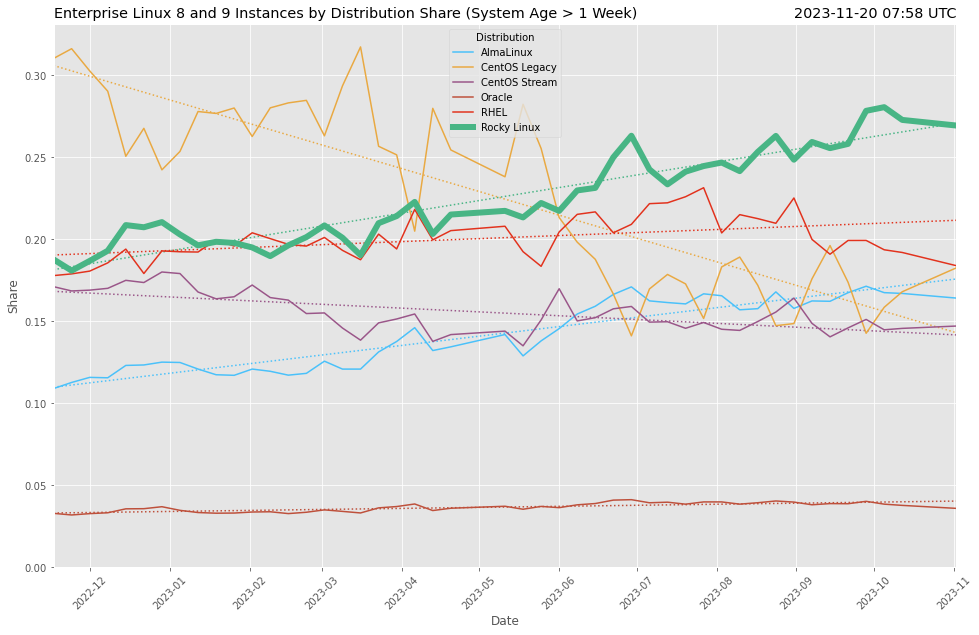 Enterprise Linux 8 and 9 Instances by Distribution Share (System Age > 1 Week)
2023-11-20 07:58 UTC
Distribution
AlmaLinux
CentOS Legacy
CentOS Stream
Oracle
RHEL
Rocky Linux
Share
0.30
0.25
0.20
0.15
0.10
0.05
0.00
2022-12
2023-01
2023-02
2023-03
2023-04
2023-05
2023-06
2023-07
2023-08
2023-09
2023-10
2023-11
Date